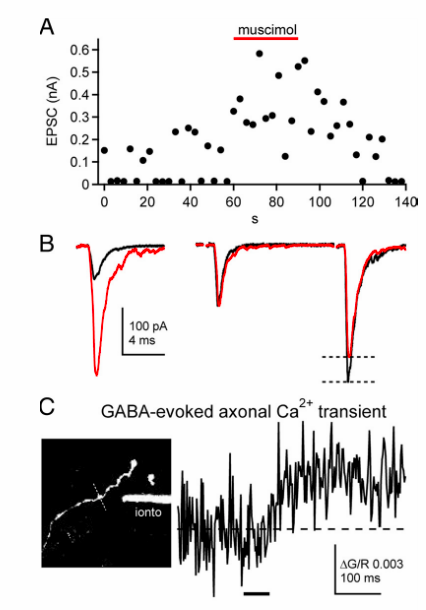 A
muscimol
EPSC (nA)
0.6
0.5
0.4
0.3
0.2
0.1
0
0 20 40 60 80 100 120 140
s
B
100 pA
4 ms
C
GABA-evoked axonal Ca²⁺ transient
ionto
ΔG/R 0.003
100 ms